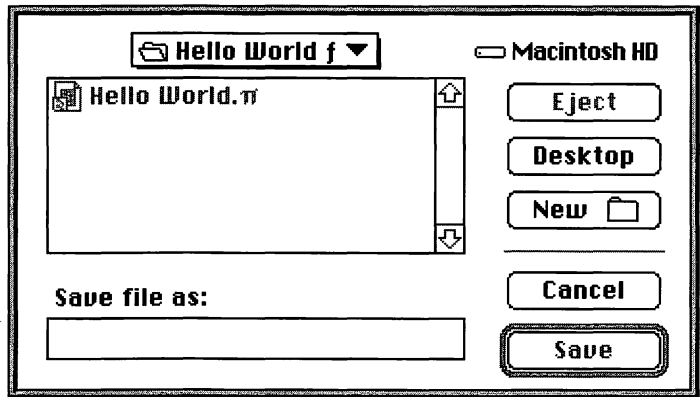 Hello World ƒ
Macintosh HD
Hello World.π
Eject
Desktop
New
Save file as:
Cancel
Save